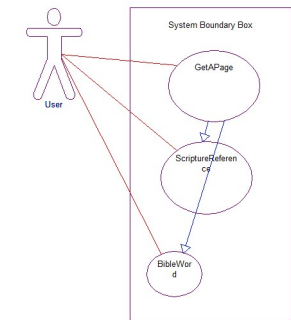 System Boundary Box
GetAPage
User
ScriptureReferen
ce
BibleWor
d